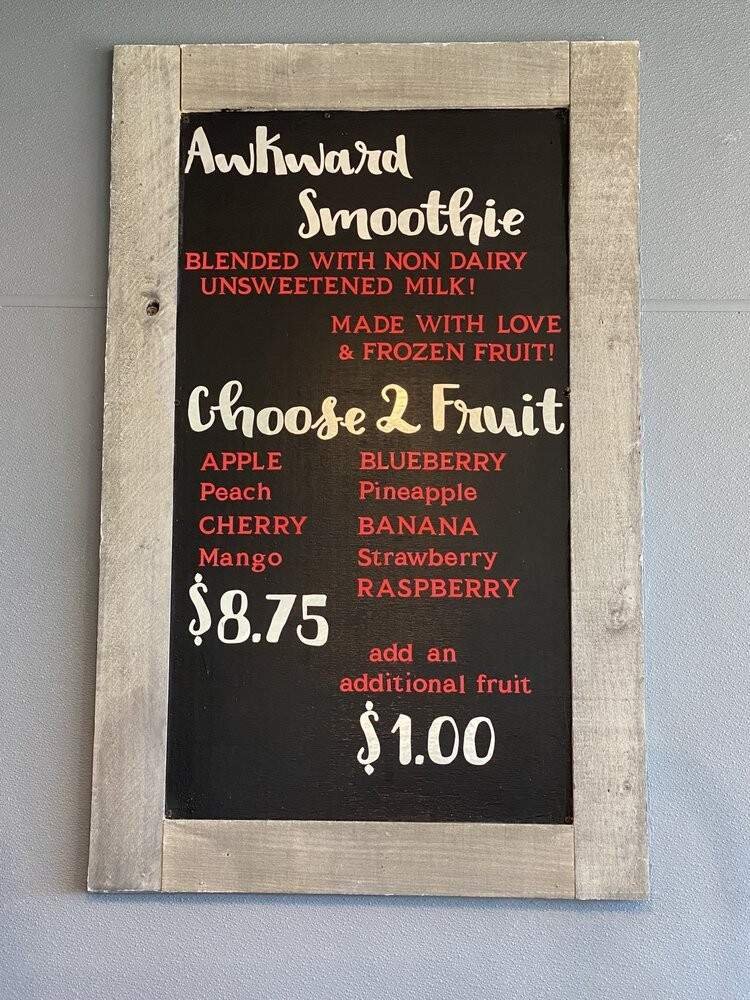 Awkward
Smoothie
BLENDED WITH NON DAIRY
UNSWEETENED MILK!
MADE WITH LOVE
& FROZEN FRUIT!
Choose 2 Fruit
APPLE
Peach
CHERRY
Mango
$8.75
BLUEBERRY
Pineapple
BANANA
Strawberry
RASPBERRY
add an
additional fruit
$1.00